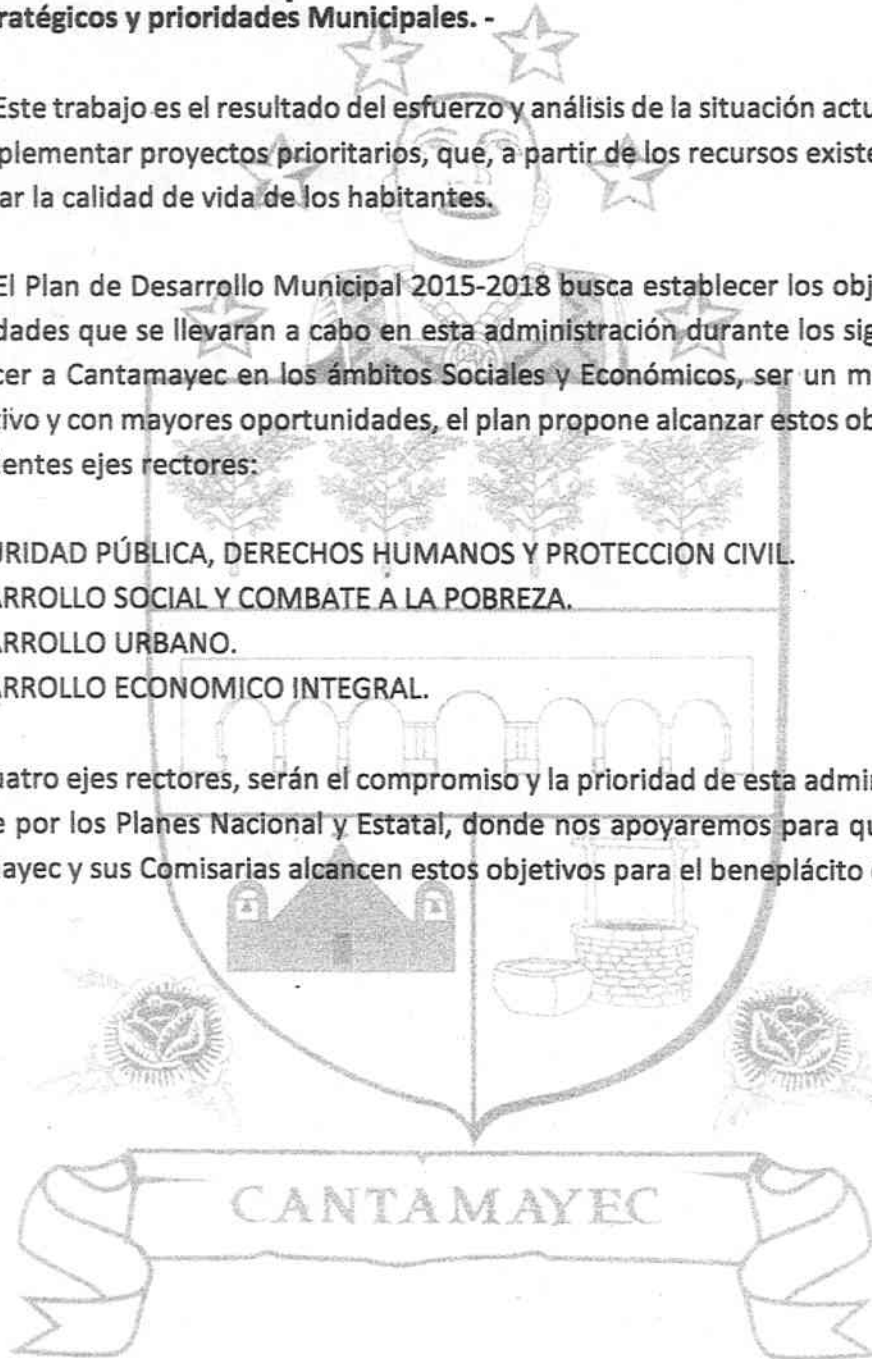 ratégicos y prioridades Municipales. -
Este trabajo es el resultado del esfuerzo y análisis de la situación actu
plementar proyectos prioritarios, que, a partir de los recursos existe
ar la calidad de vida de los habitantes.
El Plan de Desarrollo Municipal 2015-2018 busca establecer los obj
dades que se llevaran a cabo en esta administración durante los sig
cer a Cantamayec en los ámbitos Sociales y Económicos, ser un m
tivo y con mayores oportunidades, el plan propone alcanzar estos ob
entes ejes rectores:
URIDAD PÚBLICA, DERECHOS HUMANOS Y PROTECCION CIVIL.
ARROLLO SOCIAL Y COMBATE A LA POBREZA.
ARROLLO URBANO.
ARROLLO ECONOMICO INTEGRAL.
uatro ejes rectores, serán el compromiso y la prioridad de esta admi
e por los Planes Nacional y Estatal, donde nos apoyaremos para qu
ayec y sus Comisarias alcancen estos objetivos para el beneplácito
CANTAMAYEC